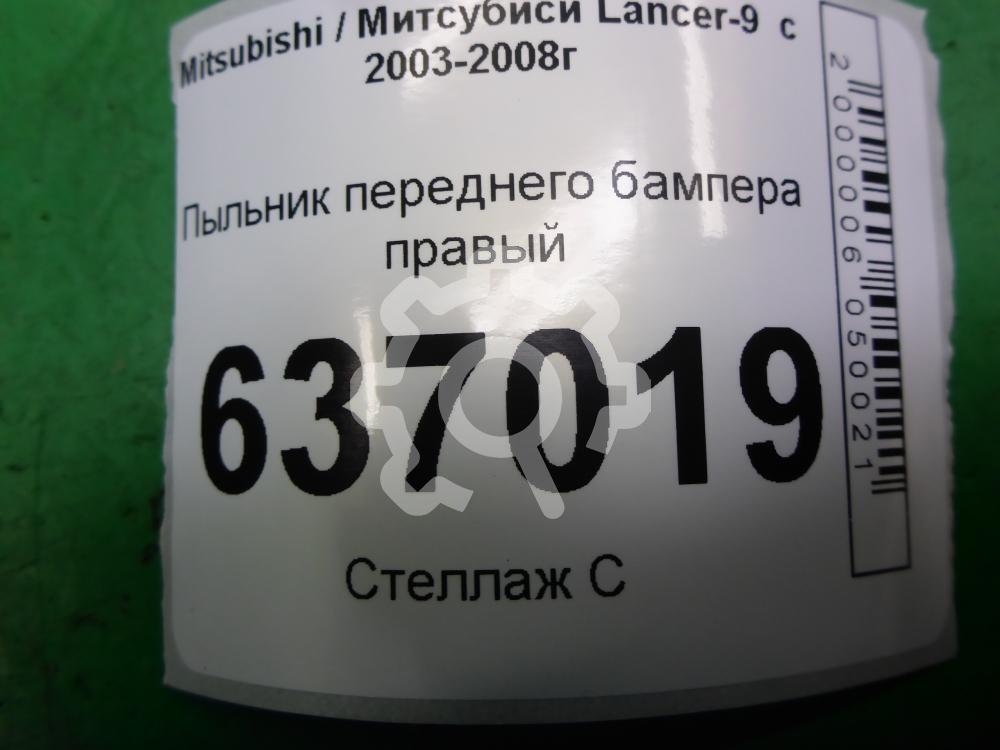 Mitsubishi / Митсубиси Lancer-9 с
2003-2008г
Пыльник переднего бампера
правый
637019
Стеллаж С
2000006050021